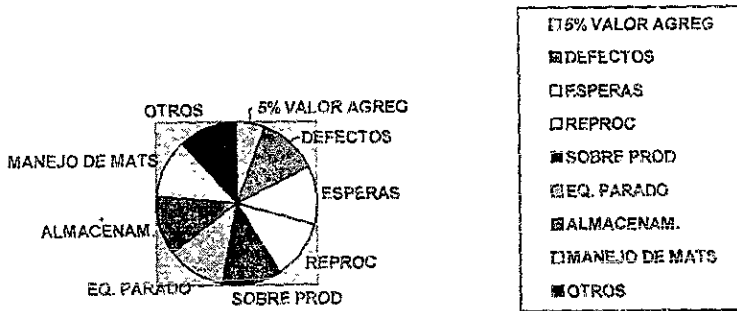 OTROS
5% VALOR AGREG
DEFECTOS
MANEJO DE MATS
ESPERAS
ALMACENAM.
REPROC
EQ. PARADO
SOBRE PROD
5% VALOR AGREG
DEFECTOS
ESPERAS
REPROC
SOBRE PROD
EQ. PARADO
ALMACENAM.
MANEJO DE MATS
OTROS